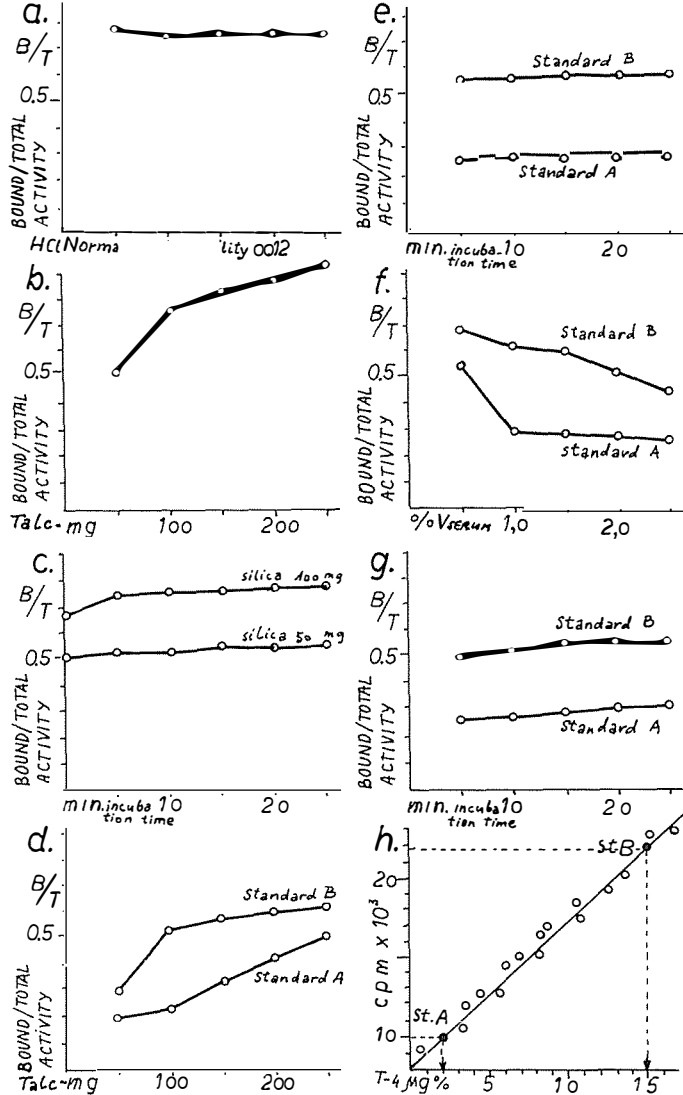 a.
B/T
0.5
BOUND/TOTAL
ACTIVITY
HCl Norma lity 0012
b.
B/T
0.5
BOUND/TOTAL
ACTIVITY
Talc-mg 100 200
c.
silica 100 mg
B/T
silica 50 mg
0.5
BOUND/TOTAL
ACTIVITY
min. incuba 10 20
tion time
d.
B/T
Standard B
0.5
Standard A
BOUND/TOTAL
ACTIVITY
Talc-mg 100 200
e.
B/T
Standard B
0.5
Standard A
BOUND/TOTAL
ACTIVITY
min. incuba- 10 20
tion time
f.
B/T
Standard B
0.5
Standard A
BOUND/TOTAL
ACTIVITY
% V SERUM 1,0 2,0
g.
B/T
Standard B
0.5
Standard A
BOUND/TOTAL
ACTIVITY
min. incuba 10 20
tion time
h.
St B
20
cpm x 10³
St. A
10
T-4 µg% 5 10 15